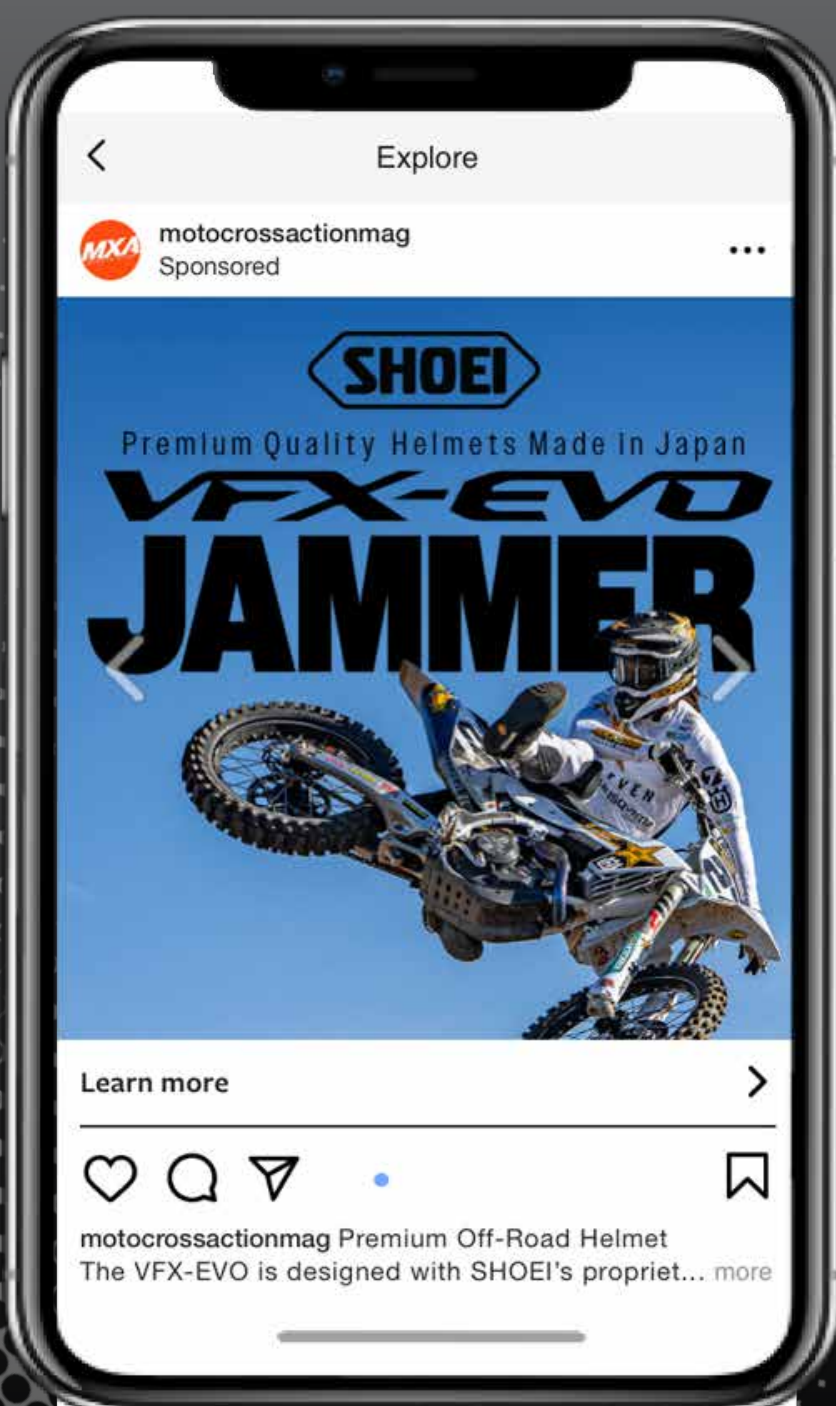 Explore
MXA
motocrossactionmag
Sponsored
SHOEI
Premium Quality Helmets Made in Japan
VFX-EVO
JAMMER
Learn more
motocrossactionmag Premium Off-Road Helmet
The VFX-EVO is designed with SHOEI's propriet... more